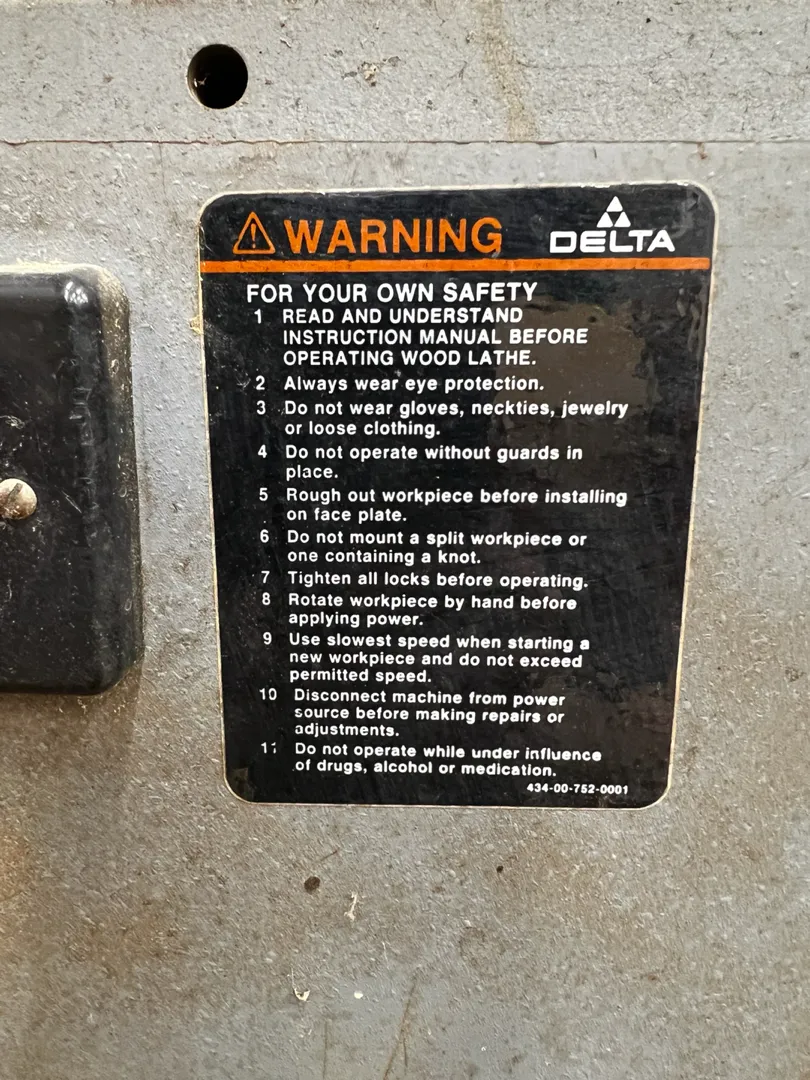 WARNING DELTA
FOR YOUR OWN SAFETY
1 READ AND UNDERSTAND
INSTRUCTION MANUAL BEFORE
OPERATING WOOD LATHE.
2 Always wear eye protection.
3 Do not wear gloves, neckties, jewelry
or loose clothing.
4 Do not operate without guards in
place.
5 Rough out workpiece before installing
on face plate.
6 Do not mount a split workpiece or
one containing a knot.
7 Tighten all locks before operating.
8 Rotate workpiece by hand before
applying power.
9 Use slowest speed when starting a
new workpiece and do not exceed
permitted speed.
10 Disconnect machine from power
source before making repairs or
adjustments.
11 Do not operate while under influence
of drugs, alcohol or medication.
434-00-752-0001